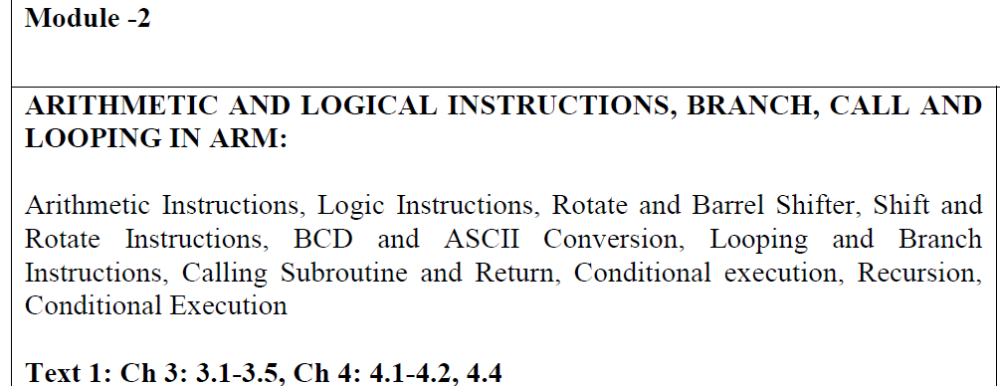 Module -2
ARITHMETIC AND LOGICAL INSTRUCTIONS, BRANCH, CALL AND
LOOPING IN ARM:
Arithmetic Instructions, Logic Instructions, Rotate and Barrel Shifter, Shift and
Rotate Instructions, BCD and ASCII Conversion, Looping and Branch
Instructions, Calling Subroutine and Return, Conditional execution, Recursion,
Conditional Execution
Text 1: Ch 3: 3.1-3.5, Ch 4: 4.1-4.2, 4.4